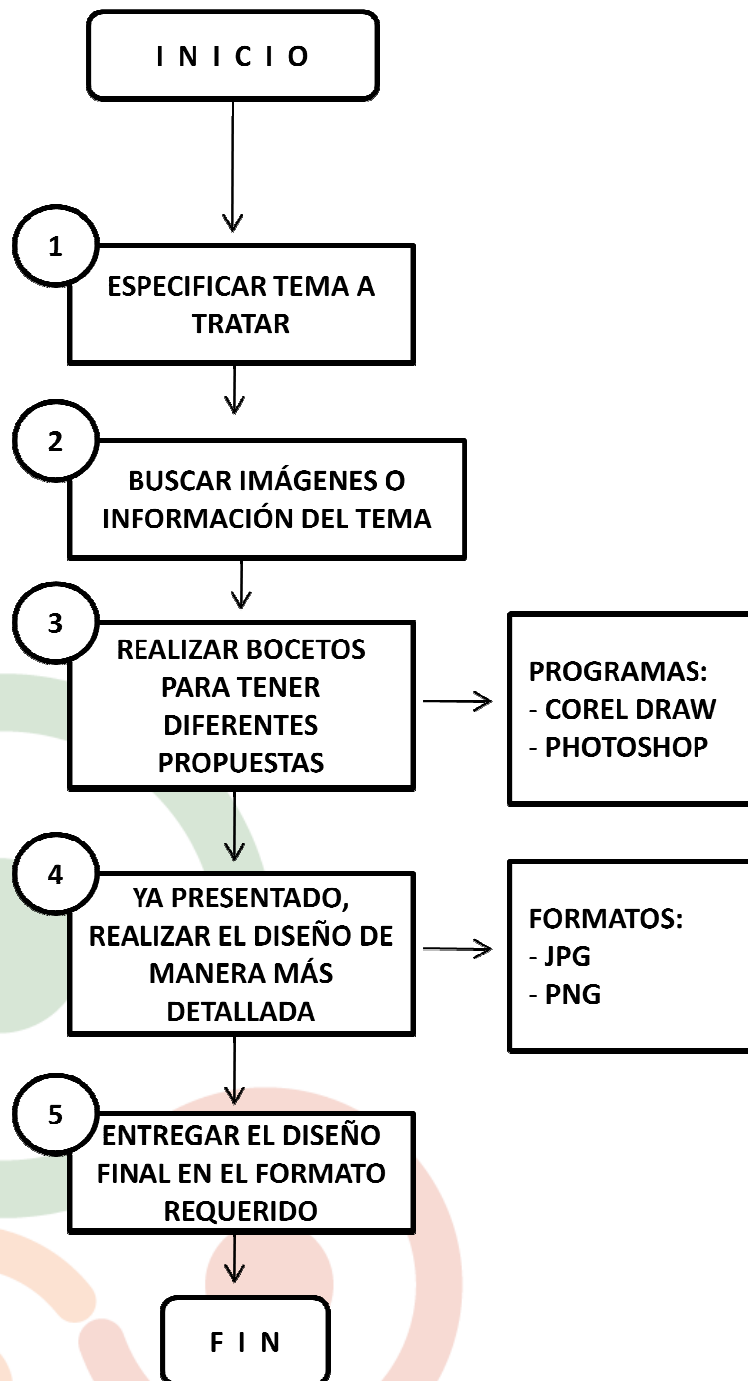 INICIO
1
ESPECIFICAR TEMA A
TRATAR
2
BUSCAR IMÁGENES O
INFORMACIÓN DEL TEMA
3
REALIZAR BOCETOS
PARA TENER
DIFERENTES
PROPUESTAS
PROGRAMAS:
- COREL DRAW
- PHOTOSHOP
4
YA PRESENTADO,
REALIZAR EL DISEÑO DE
MANERA MÁS
DETALLADA
FORMATOS:
- JPG
- PNG
5
ENTREGAR EL DISEÑO
FINAL EN EL FORMATO
REQUERIDO
FIN